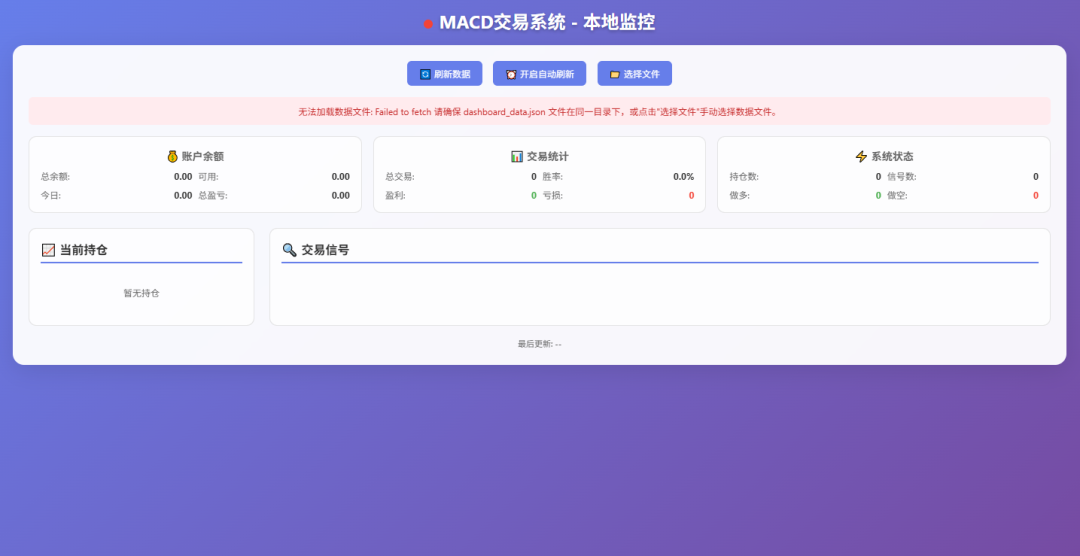 MACD交易系统 - 本地监控
刷新数据 开启自动刷新 选择文件
无法加载数据文件: Failed to fetch 请确保 dashboard_data.json 文件在同一目录下，或点击"选择文件"手动选择数据文件。
账户余额
总余额: 0.00 可用: 0.00
今日: 0.00 总盈亏: 0.00
交易统计
总交易: 0 胜率: 0.0%
盈利: 0 亏损: 0
系统状态
持仓数: 0 信号数: 0
做多: 0 做空: 0
当前持仓
暂无持仓
交易信号
最后更新: --